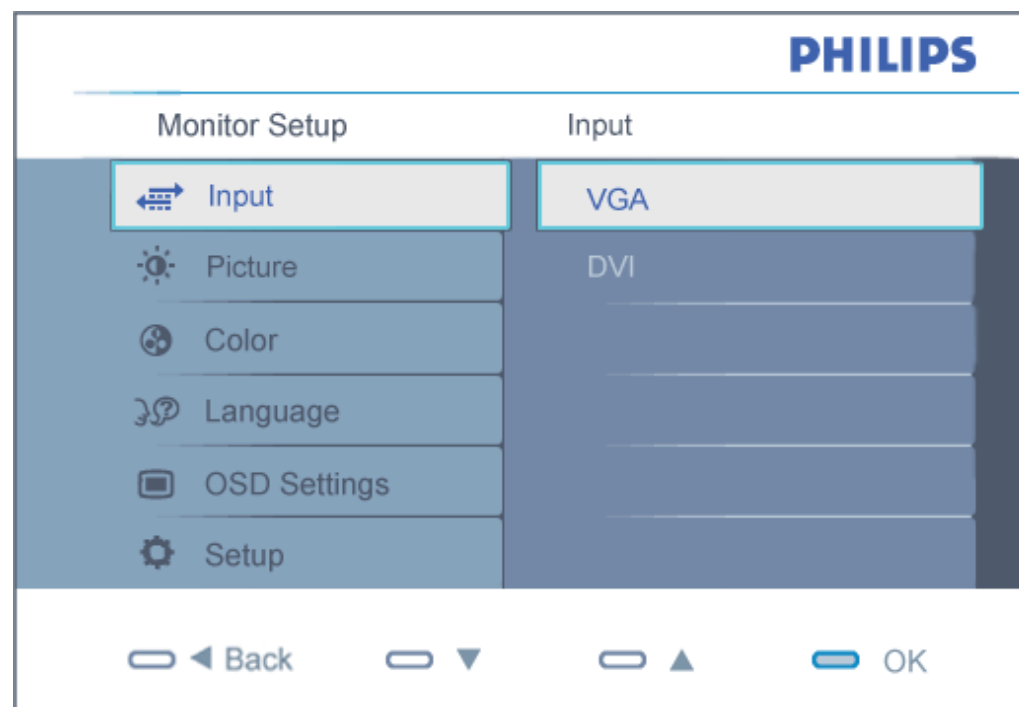 PHILIPS
Monitor Setup Input
Input VGA
Picture DVI
Color
Language
OSD Settings
Setup
Back OK